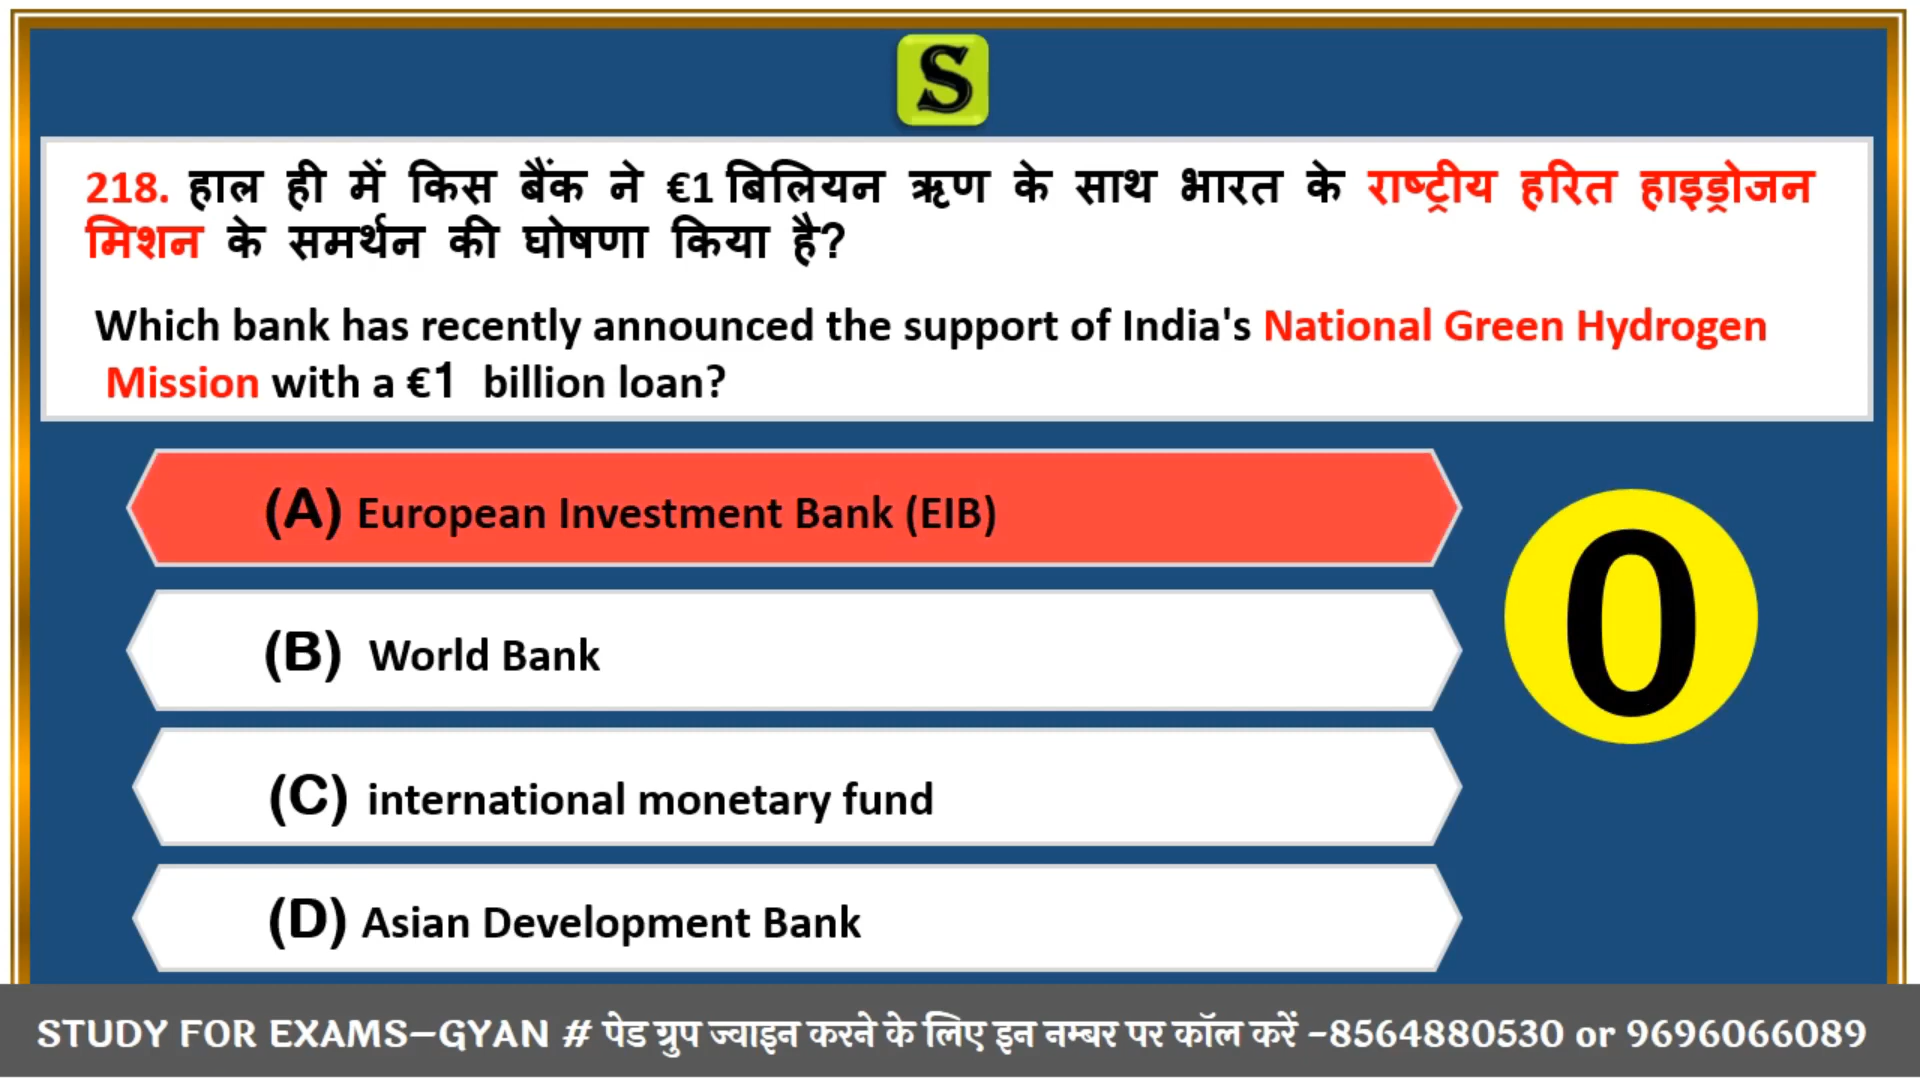 S
218. हाल ही में किस बैंक ने €1 बिलियन ऋण के साथ भारत के राष्ट्रीय हरित हाइड्रोजन
मिशन के समर्थन की घोषणा किया है?
Which bank has recently announced the support of India's National Green Hydrogen
Mission with a €1 billion loan?
(A) European Investment Bank (EIB)
(B) World Bank
0
(C) international monetary fund
(D) Asian Development Bank
STUDY FOR EXAMS–GYAN # पेड ग्रुप ज्वाइन करने के लिए इन नम्बर पर कॉल करें -8564880530 or 9696066089